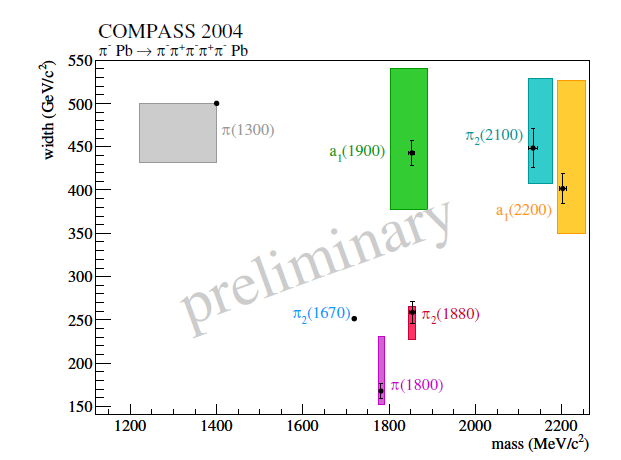 COMPASS 2004
π⁻ Pb → π⁻π⁺π⁻π⁺π⁻ Pb
width (GeV/c²)
550
500
450
400
350
300
250
200
150
π(1300)
a₁(1900)
π₂(2100)
a₁(2200)
preliminary
π₂(1670)
π₂(1880)
π(1800)
1200 1400 1600 1800 2000 2200
mass (MeV/c²)